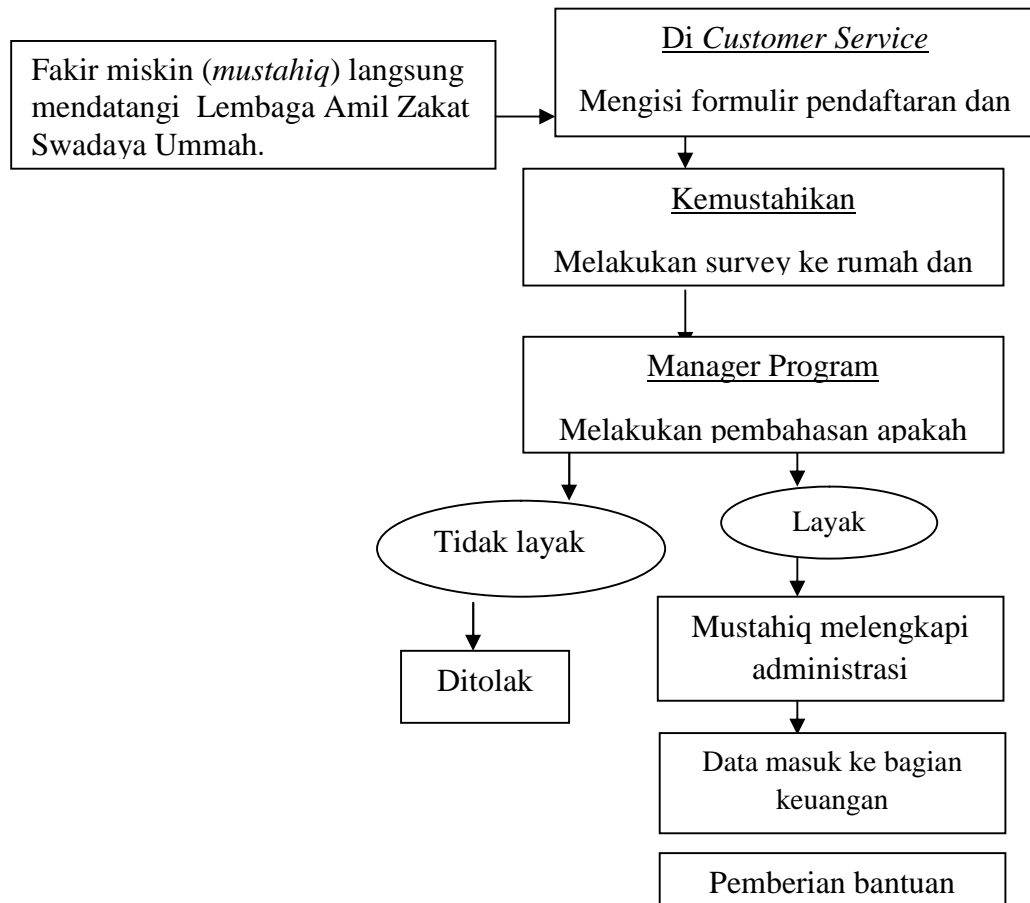 Fakir miskin (mustahiq) langsung
mendatangi Lembaga Amil Zakat
Swadaya Ummah.
Di Customer Service
Mengisi formulir pendaftaran dan
Kemustahikan
Melakukan survey ke rumah dan
Manager Program
Melakukan pembahasan apakah
Tidak layak
Layak
Ditolak
Mustahiq melengkapi
administrasi
Data masuk ke bagian
keuangan
Pemberian bantuan